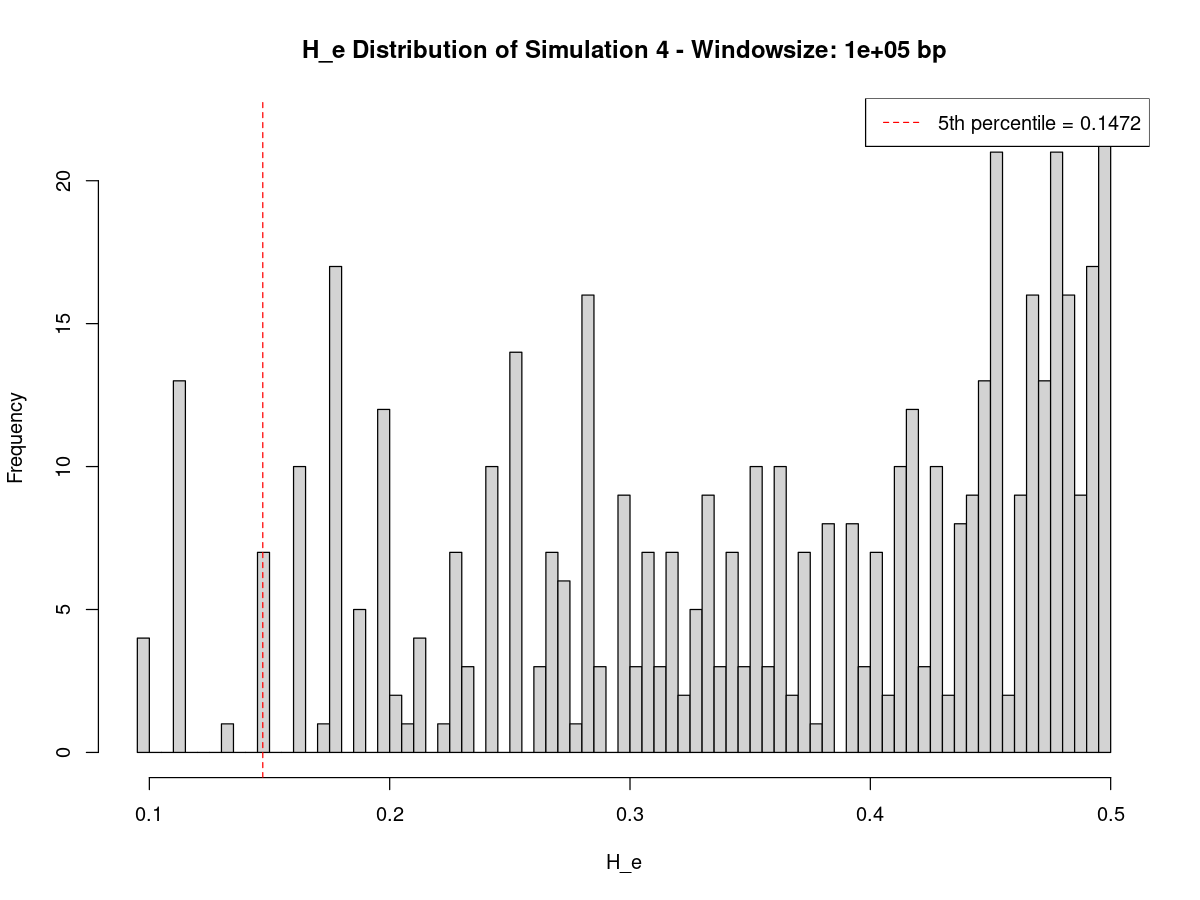 H_e Distribution of Simulation 4 - Windowsize: 1e+05 bp
5th percentile = 0.1472
20
15
10
5
0
Frequency
0.1 0.2 0.3 0.4 0.5
H_e